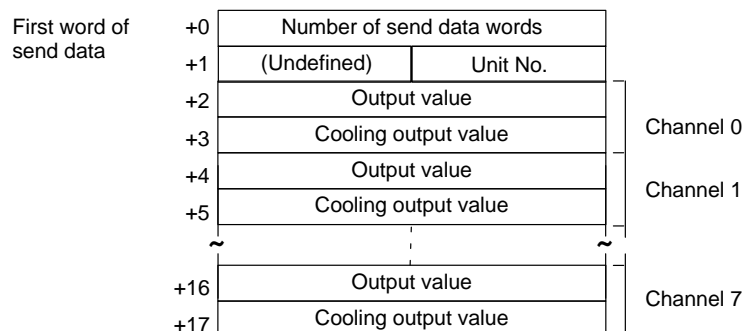 First word of
send data
+0 Number of send data words
+1 (Undefined) Unit No.
+2 Output value
+3 Cooling output value
Channel 0
+4 Output value
+5 Cooling output value
Channel 1
~ ~
+16 Output value
+17 Cooling output value
Channel 7